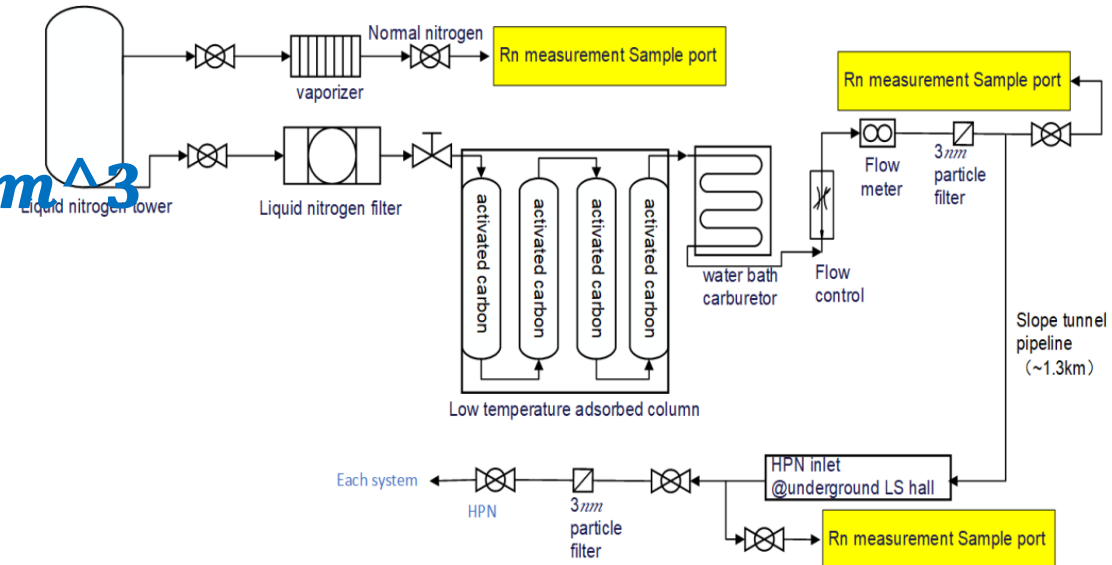 Normal nitrogen
Rn measurement Sample port
vaporizer
Rn measurement Sample port
Flow
meter
3nm
particle
filter
m^3
Liquid nitrogen tower
Liquid nitrogen filter
activated carbon
activated carbon
activated carbon
activated carbon
water bath
carburetor
Flow
control
Slope tunnel
pipeline
（~1.3km）
Low temperature adsorbed column
HPN inlet
@underground LS hall
Each system
HPN
3nm
particle
filter
Rn measurement Sample port